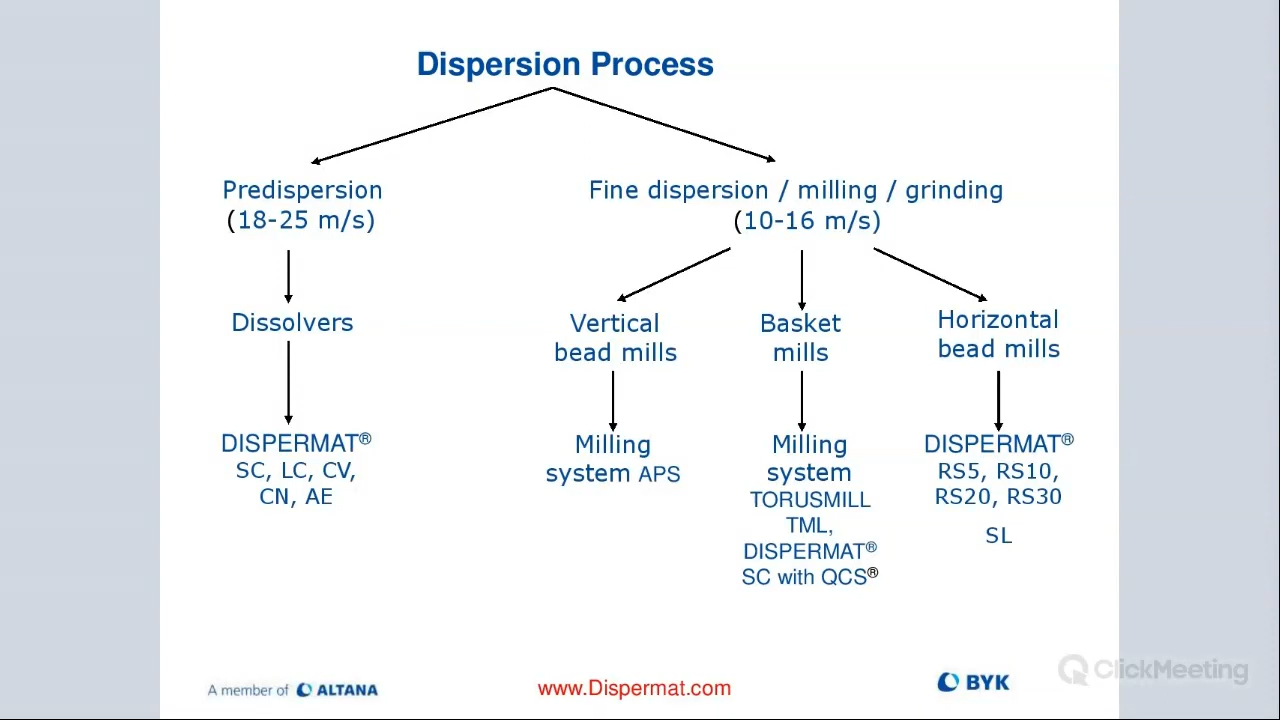 Dispersion Process
Predispersion
(18-25 m/s)
Fine dispersion / milling / grinding
(10-16 m/s)
Dissolvers
Vertical
bead mills
Basket
mills
Horizontal
bead mills
DISPERMAT®
SC, LC, CV,
CN, AE
Milling
system APS
Milling
system
TORUSMILL
TML,
DISPERMAT®
SC with QCS®
DISPERMAT®
RS5, RS10,
RS20, RS30
SL
A member of ALTANA
www.Dispermat.com
BYK
ClickMeeting